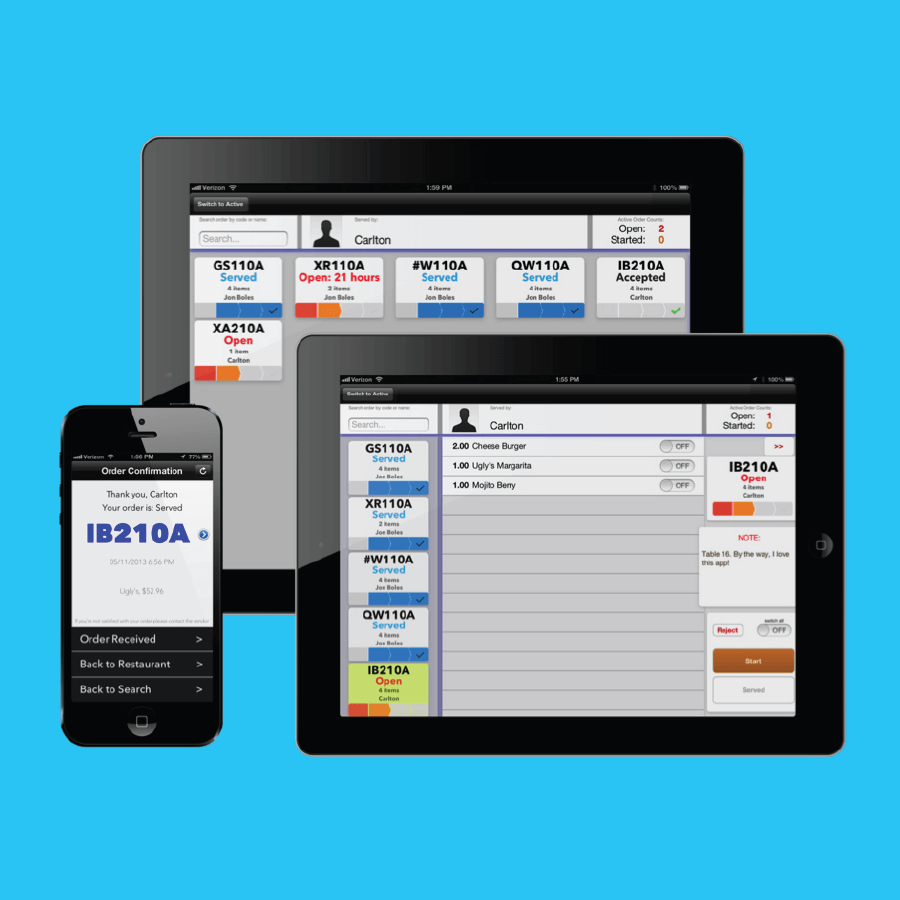 Verizon
1:59 PM
100%
Switch to Active
Search order by code or name:
Search...
Served by:
Carlton
Active Order Counts:
Open: 2
Started: 0
GS110A
Served
4 items
Jon Boles
XR110A
Open: 21 hours
2 items
Jon Boles
#W110A
Served
4 items
Jon Boles
QW110A
Served
4 items
Jon Boles
IB210A
Accepted
4 items
Carlton
XA210A
Open
1 item
Carlton
Verizon
1:55 PM
100%
Switch to Active
Search order by code or name:
Search...
Served by:
Carlton
Active Order Counts:
Open: 1
Started: 0
GS110A
Served
4 items
Jon Boles
XR110A
Served
2 items
Jon Boles
#W110A
Served
4 items
Jon Boles
QW110A
Served
4 items
Jon Boles
IB210A
Open
4 items
Carlton
2.00 Cheese Burger OFF
1.00 Ugly's Margarita OFF
1.00 Mojito Berry OFF
>>
IB210A
Open
4 items
Carlton
NOTE:
Table 16. By the way, I love
this app!
switch all
Reject OFF
Start
Served
Verizon 1:06 PM 77%
Order Confirmation
Thank you, Carlton
Your order is: Served
IB210A
05/11/2013 6:56 PM
Ugly's, $52.96
If you're not satisfied with your order please contact the vendor
Order Received >
Back to Restaurant >
Back to Search >